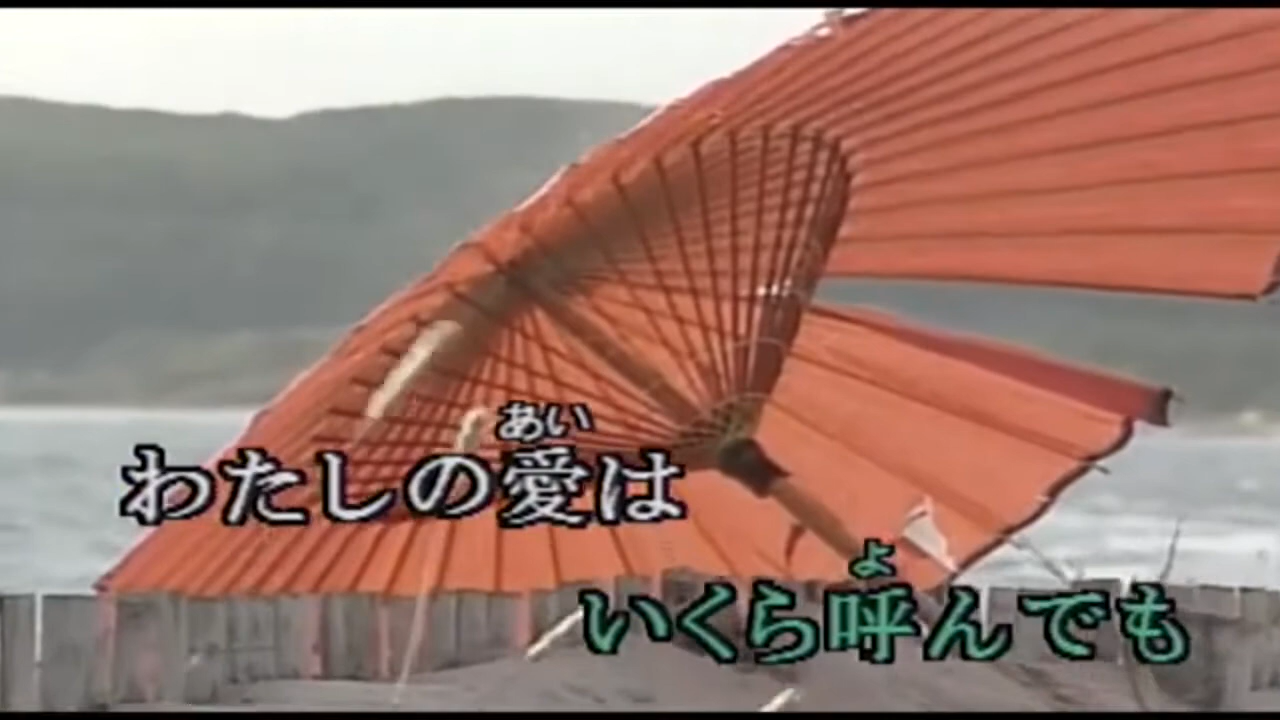 あい
わたしの愛は
よ
いくら呼んでも